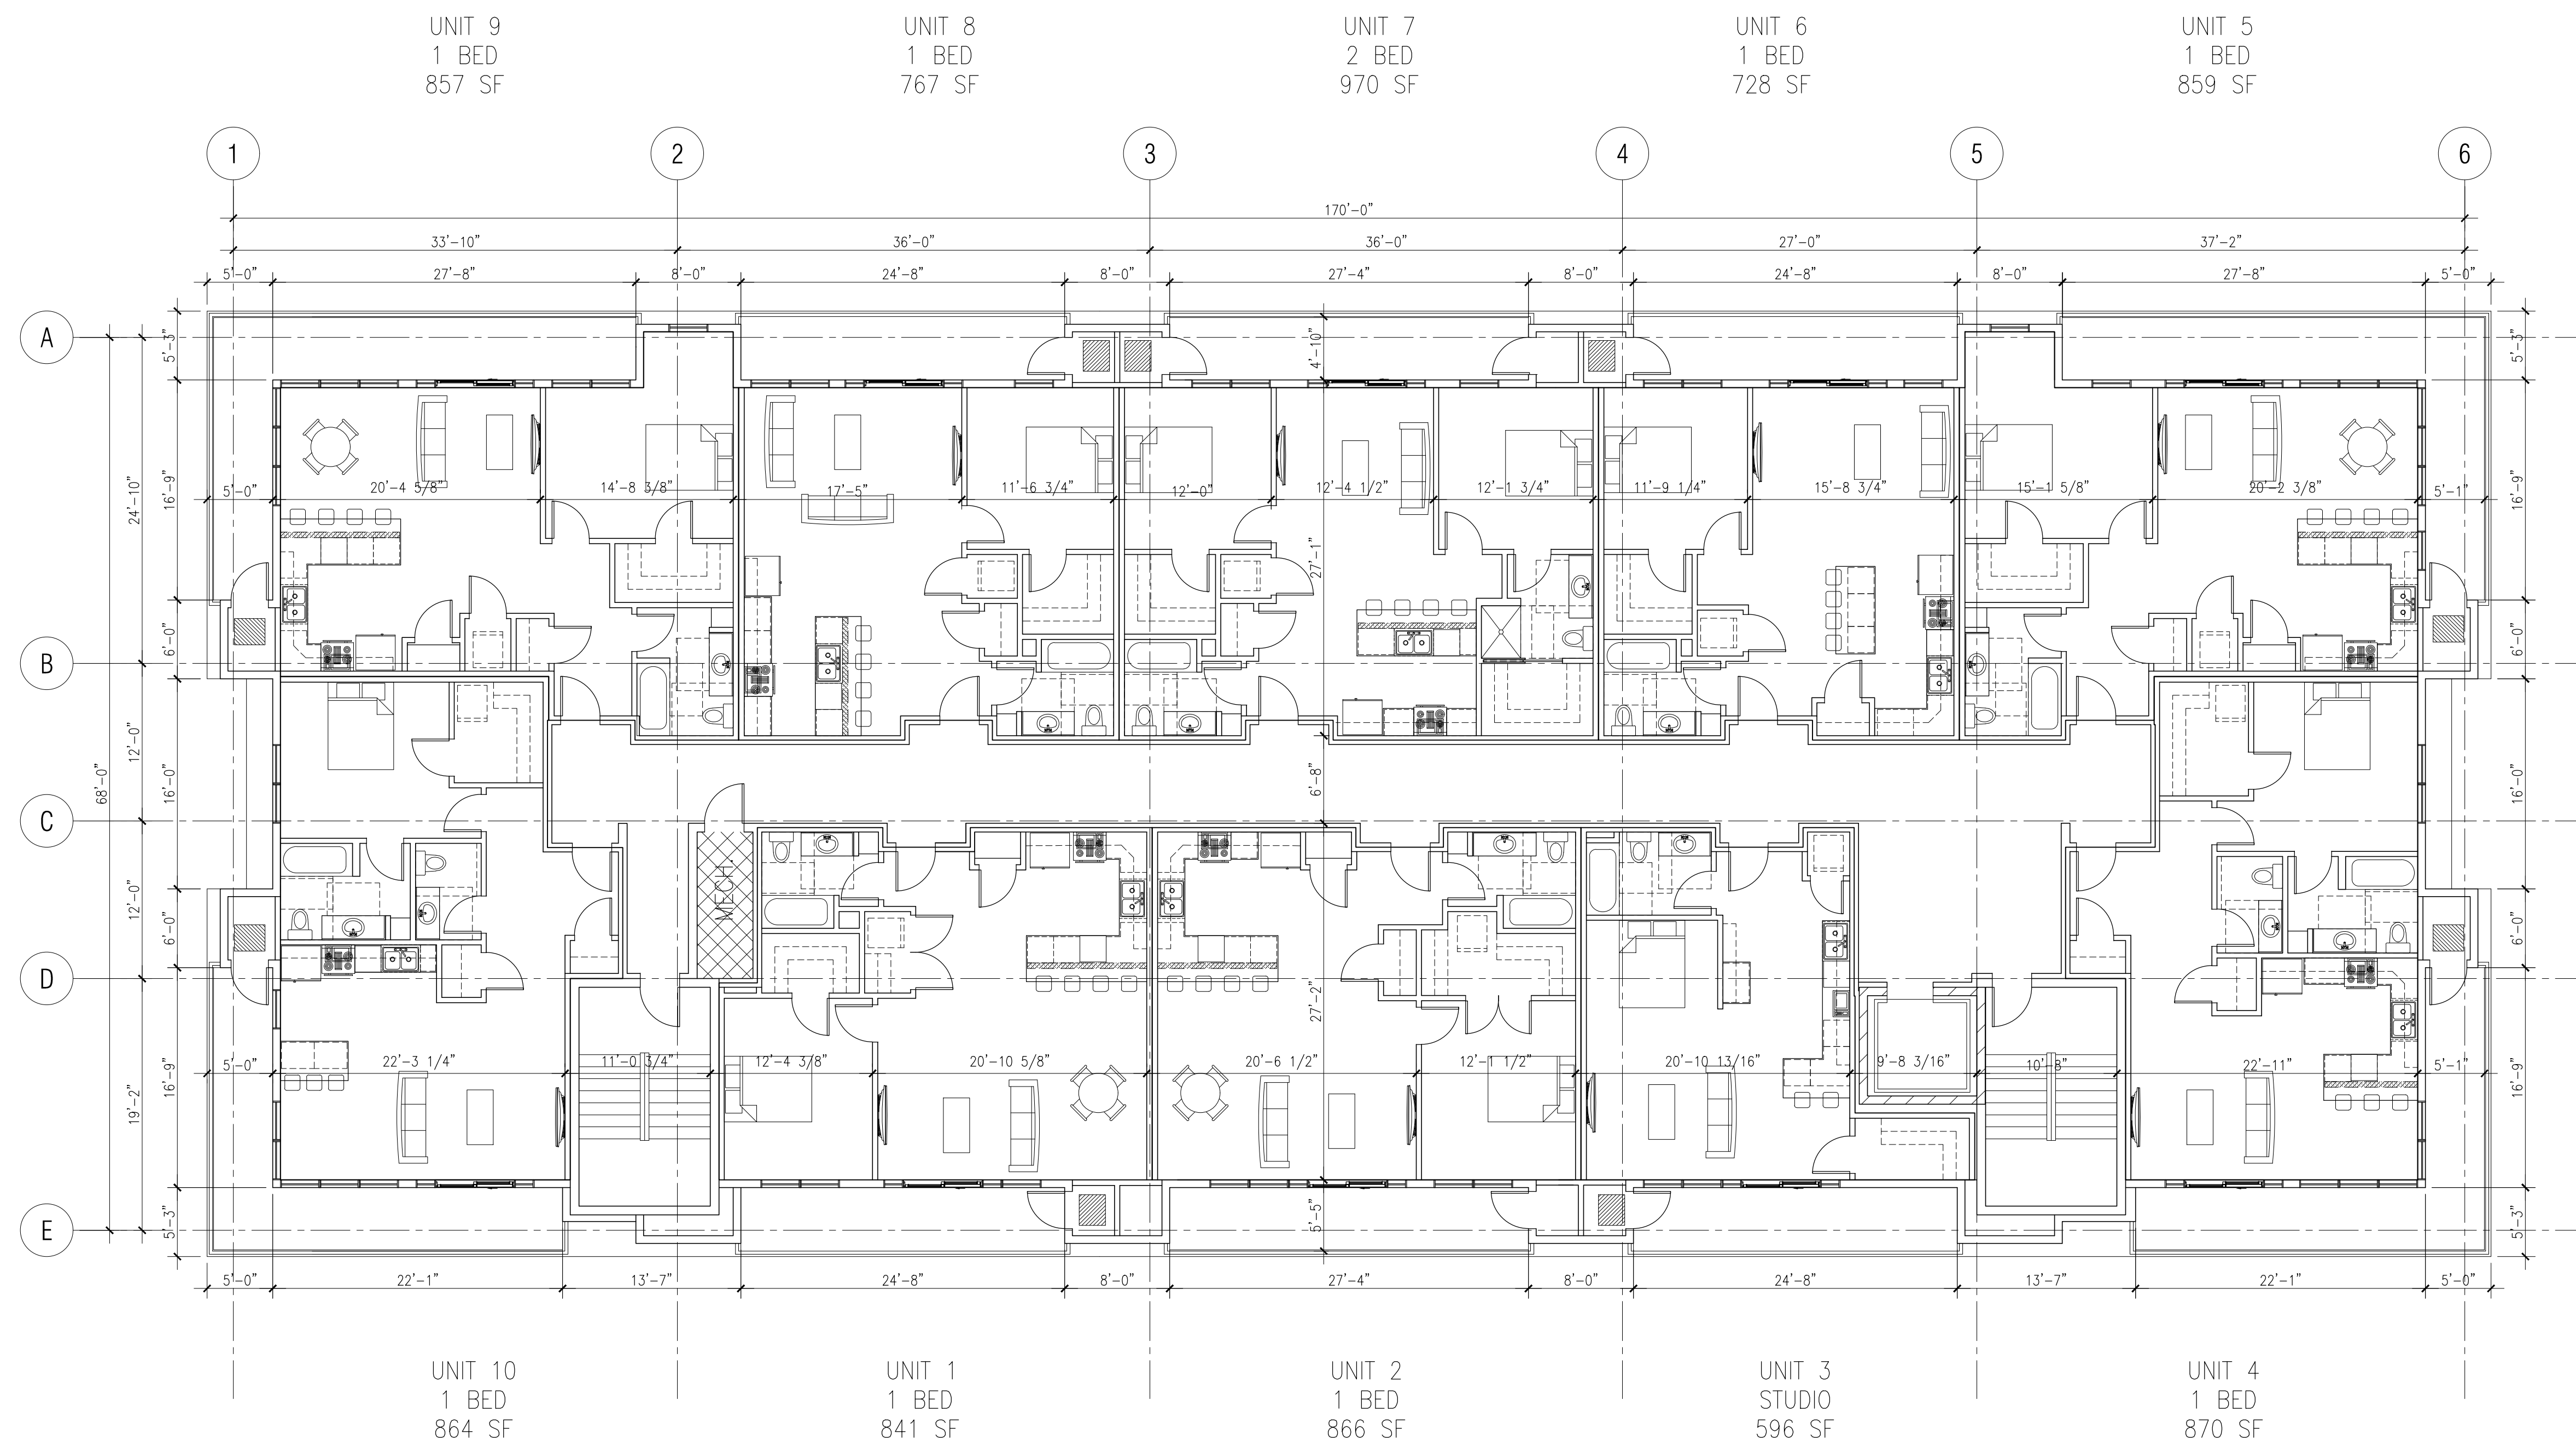 UNIT 9
1 BED
857 SF
UNIT 8
1 BED
767 SF
UNIT 7
2 BED
970 SF
UNIT 6
1 BED
728 SF
UNIT 5
1 BED
859 SF
1 2 3 4 5 6
170'-0"
33'-10" 36'-0" 36'-0" 27'-0" 37'-2"
5'-0" 27'-8" 8'-0" 24'-8" 8'-0" 27'-4" 8'-0" 24'-8" 8'-0" 27'-8" 5'-0"
A
B
C
D
E
68'-0"
24'-10"
12'-0"
12'-0"
19'-2"
5'-3"
16'-9"
6'-0"
16'-0"
6'-0"
16'-9"
5'-3"
4'-10"
27'-1"
6'-8"
27'-2"
5'-5"
5'-0" 20'-4 5/8" 14'-8 3/8" 17'-5" 11'-6 3/4" 12'-0" 12'-4 1/2" 12'-1 3/4" 11'-9 1/4" 15'-8 3/4" 15'-1 5/8" 20'-2 3/8" 5'-1"
MECH.
5'-0" 22'-3 1/4" 11'-0 3/4" 12'-4 3/8" 20'-10 5/8" 20'-6 1/2" 12'-1 1/2" 20'-10 13/16" 9'-8 3/16" 10'-8" 22'-11" 5'-1"
5'-3"
16'-9"
6'-0"
16'-0"
6'-0"
16'-9"
5'-3"
5'-0" 22'-1" 13'-7" 24'-8" 8'-0" 27'-4" 8'-0" 24'-8" 13'-7" 22'-1" 5'-0"
UNIT 10
1 BED
864 SF
UNIT 1
1 BED
841 SF
UNIT 2
1 BED
866 SF
UNIT 3
STUDIO
596 SF
UNIT 4
1 BED
870 SF